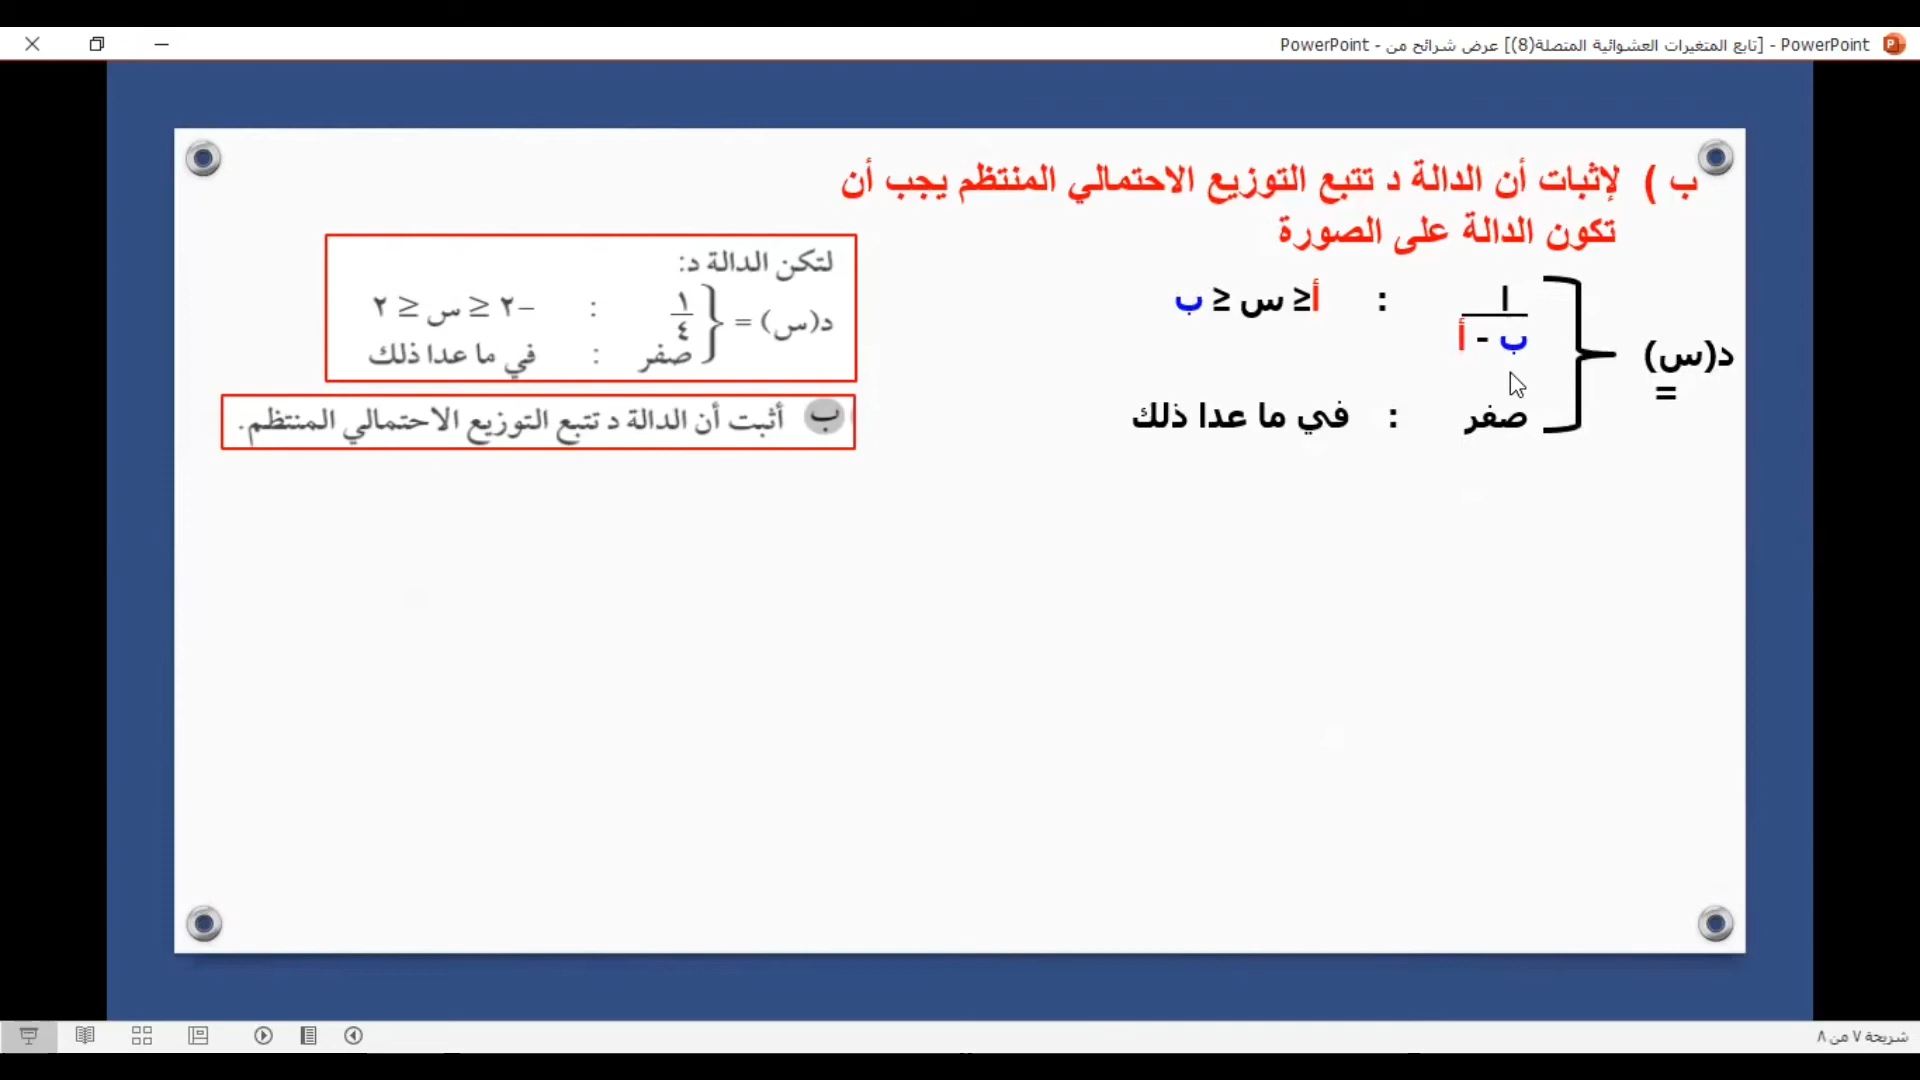 PowerPoint - [تابع المتغيرات العشوائية المتصلة(8)] عرض شرائح من - PowerPoint
ب ) لإثبات أن الدالة د تتبع التوزيع الاحتمالي المنتظم يجب أن
تكون الدالة على الصورة
د(س) =
ا
ب - أ
: أ≤ س ≤ ب
صفر : في ما عدا ذلك
لتكن الدالة د:
د(س) =
١
٤
: –٢ ≤ س ≤ ٢
صفر : في ما عدا ذلك
ب أثبت أن الدالة د تتبع التوزيع الاحتمالي المنتظم.
شريحة ٧ من ٨